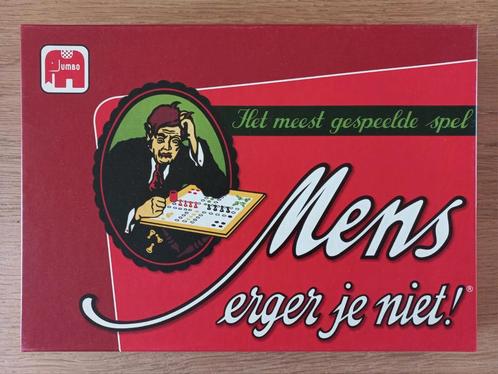 JUMBO
Het meest gespeelde spel
Mens
erger je niet!®